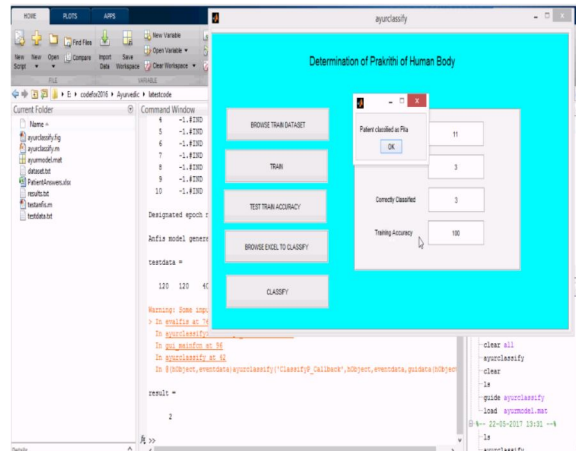 HOME PLOTS APPS
New Script
New
Open
Find Files
Compare
Import Data
Save Workspace
New Variable
Open Variable
Clear Workspace
FILE
VARIABLE
E: codefor2016 Ayurvedic latestcode
Current Folder
Name
ayurclassify.fig
ayurclassify.m
ayurmodel.mat
dataset.txt
PatientAnswers.xlsx
results.txt
testanfis.m
testdata.txt
Details
Command Window
4 -1.#IND
5 -1.#IND
6 -1.#IND
7 -1.#IND
8 -1.#IND
9 -1.#IND
10 -1.#IND
Designated epoch
Anfis model gener
testdata =
120 120
Warning: Some inpu
> In evalfis at 76
In ayurclassify
In gui_mainfcn at 96
In ayurclassify at 42
In @(hObject,eventdata)ayurclassify('Classify_Callback',hObject,eventdata,guidata(hObject
result =
2
>>
ayurclassify
Determination of Prakrithi of Human Body
BROWSE TRAIN DATASET
TRAIN
TEST TRAIN ACCURACY
BROWSE EXCEL TO CLASSIFY
CLASSIFY
Patient classified as Pita
OK
11
3
Correctly Classified 3
Training Accuracy 100
clear all
ayurclassify
clear
ls
guide ayurclassify
load ayurmodel.mat
%-- 22-05-2017 13:31 --%
ls
ayurclassify